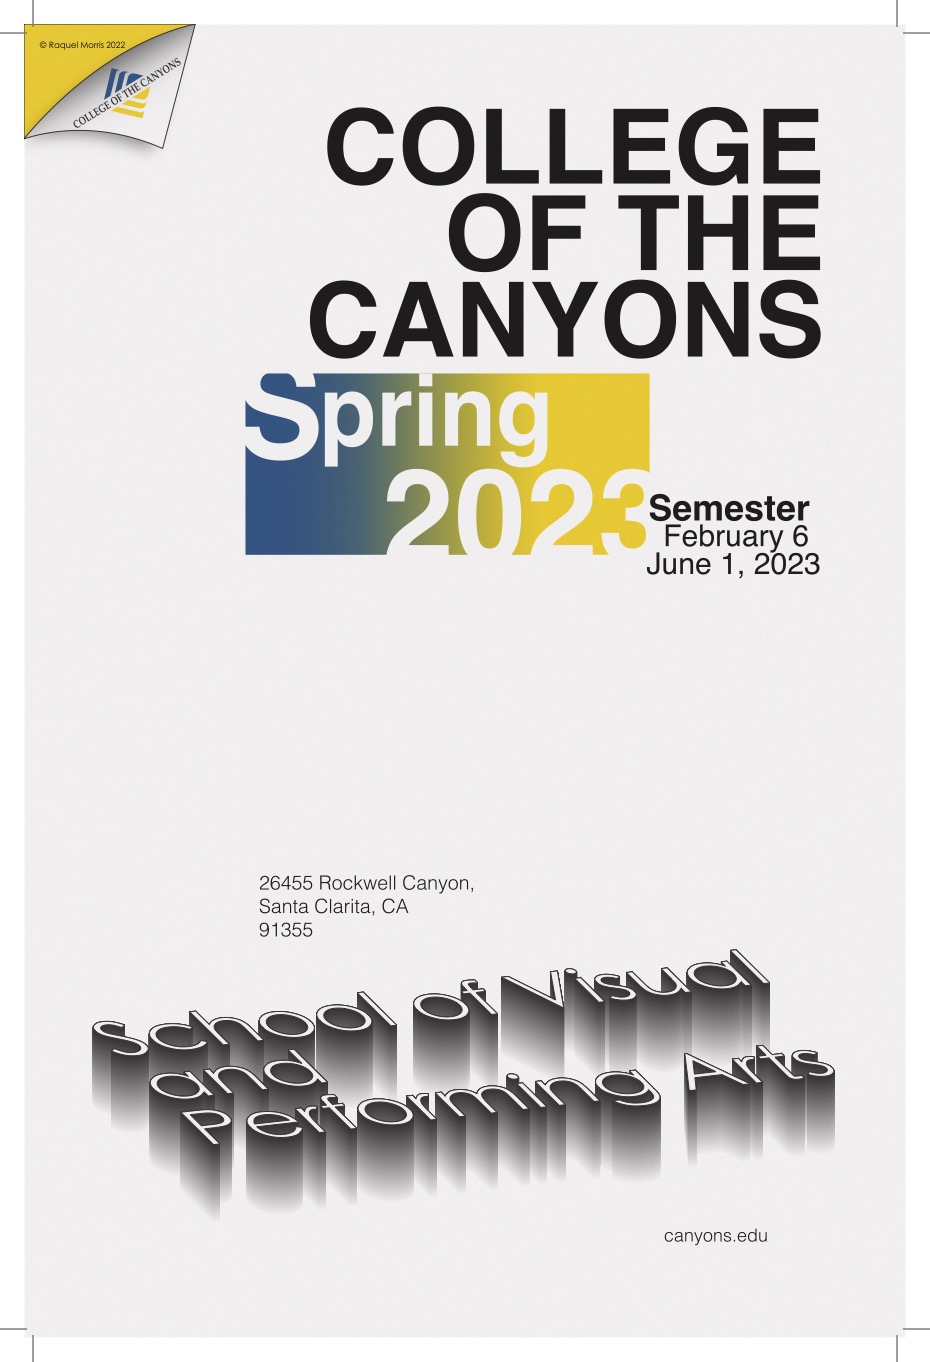 © Raquel Morris 2022
COLLEGE OF THE CANYONS
COLLEGE
OF THE
CANYONS
Spring
2023
Semester
February 6
June 1, 2023
26455 Rockwell Canyon,
Santa Clarita, CA
91355
School of Visual
and
Performing Arts
canyons.edu